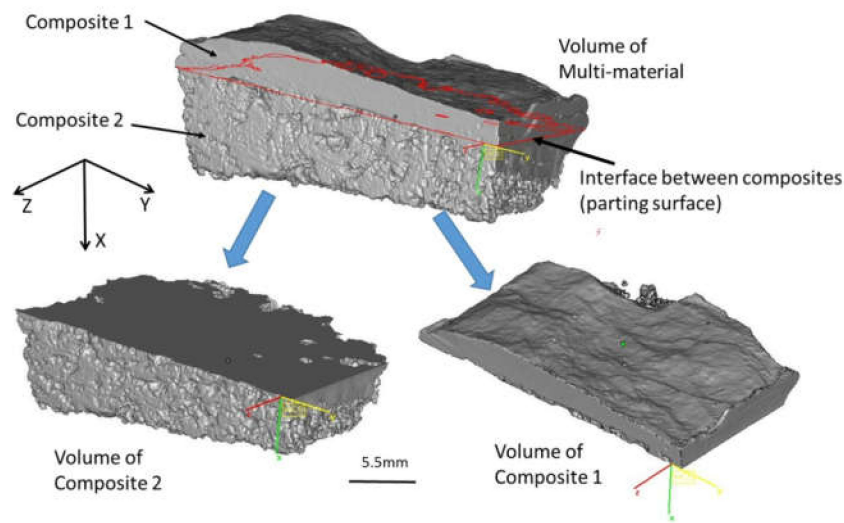 Composite 1
Volume of
Multi-material
Composite 2
Interface between composites
(parting surface)
Z
Y
X
Volume of
Composite 2
5.5mm
Volume of
Composite 1